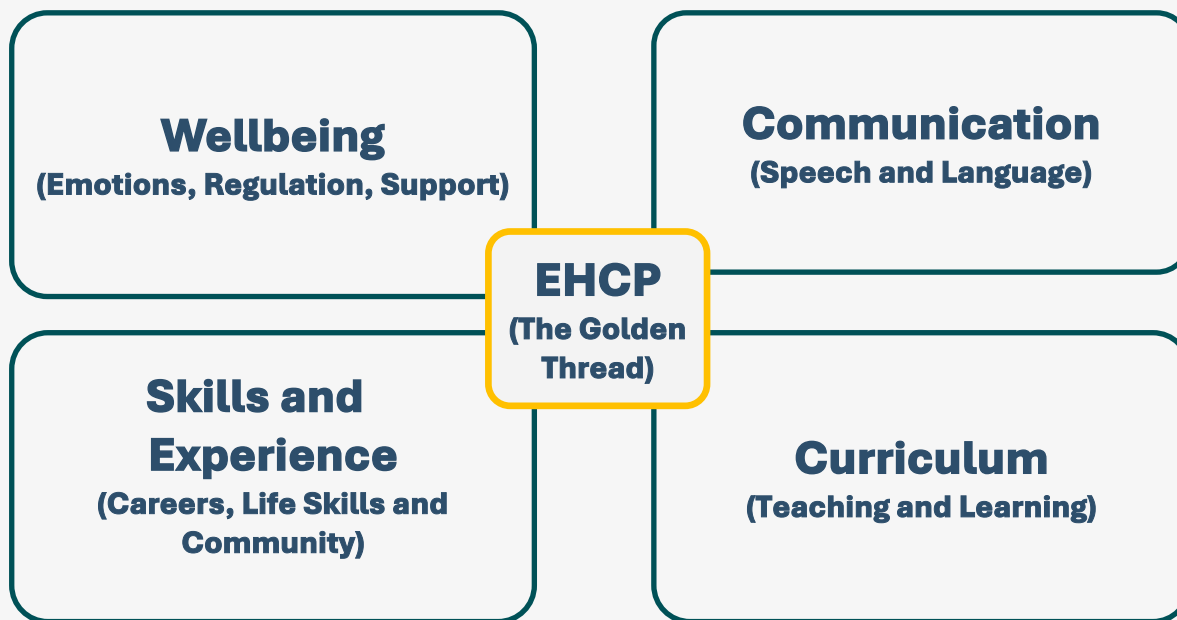 Wellbeing
(Emotions, Regulation, Support)
Communication
(Speech and Language)
EHCP
(The Golden
Thread)
Skills and
Experience
(Careers, Life Skills and
Community)
Curriculum
(Teaching and Learning)